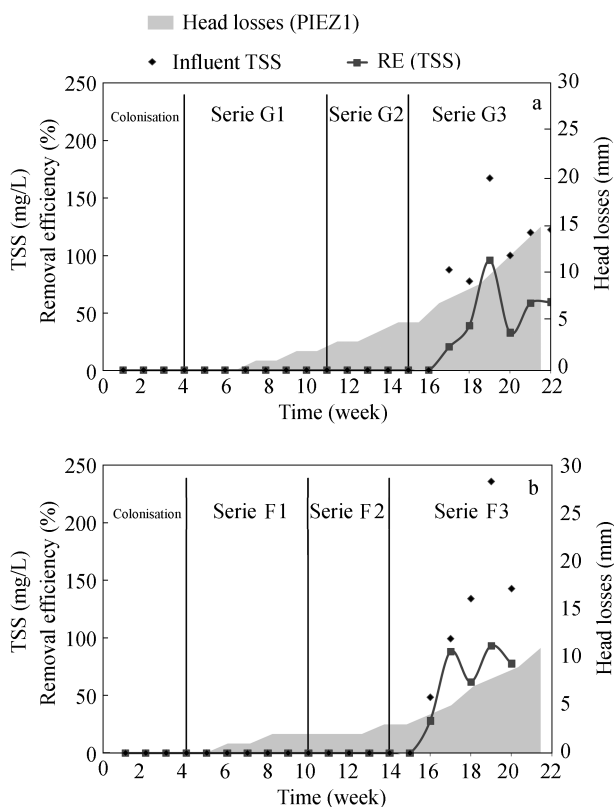 Head losses (PIEZ1)
Influent TSS
RE (TSS)
a
Colonisation
Serie G1
Serie G2
Serie G3
TSS (mg/L)
Removal efficiency (%)
250
200
150
100
50
0
30
25
20
15
10
5
0
Head losses (mm)
0 2 4 6 8 10 12 14 16 18 20 22
Time (week)
b
Colonisation
Serie F1
Serie F2
Serie F3
TSS (mg/L)
Removal efficiency (%)
250
200
150
100
50
0
30
25
20
15
10
5
0
Head losses (mm)
0 2 4 6 8 10 12 14 16 18 20 22
Time (week)